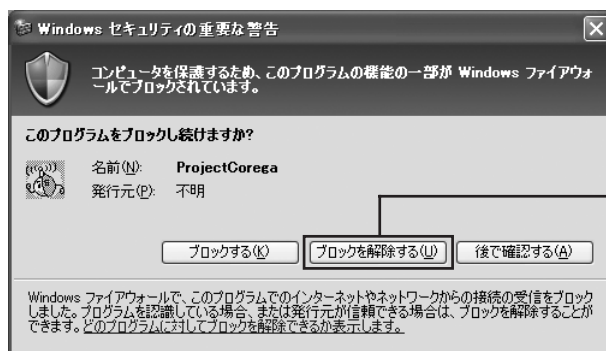 Windows セキュリティの重要な警告
コンピュータを保護するため、このプログラムの機能の一部が Windows ファイアウォ
ールでブロックされています。
このプログラムをブロックし続けますか?
名前(N): ProjectCorega
発行元(P): 不明
ブロックする(K) ブロックを解除する(U) 後で確認する(A)
Windows ファイアウォールで、このプログラムでのインターネットやネットワークからの接続の受信をブロック
しました。プログラムを認識している場合、または発行元が信頼できる場合は、ブロックを解除することが
できます。どのプログラムに対してブロックを解除できるか表示します。